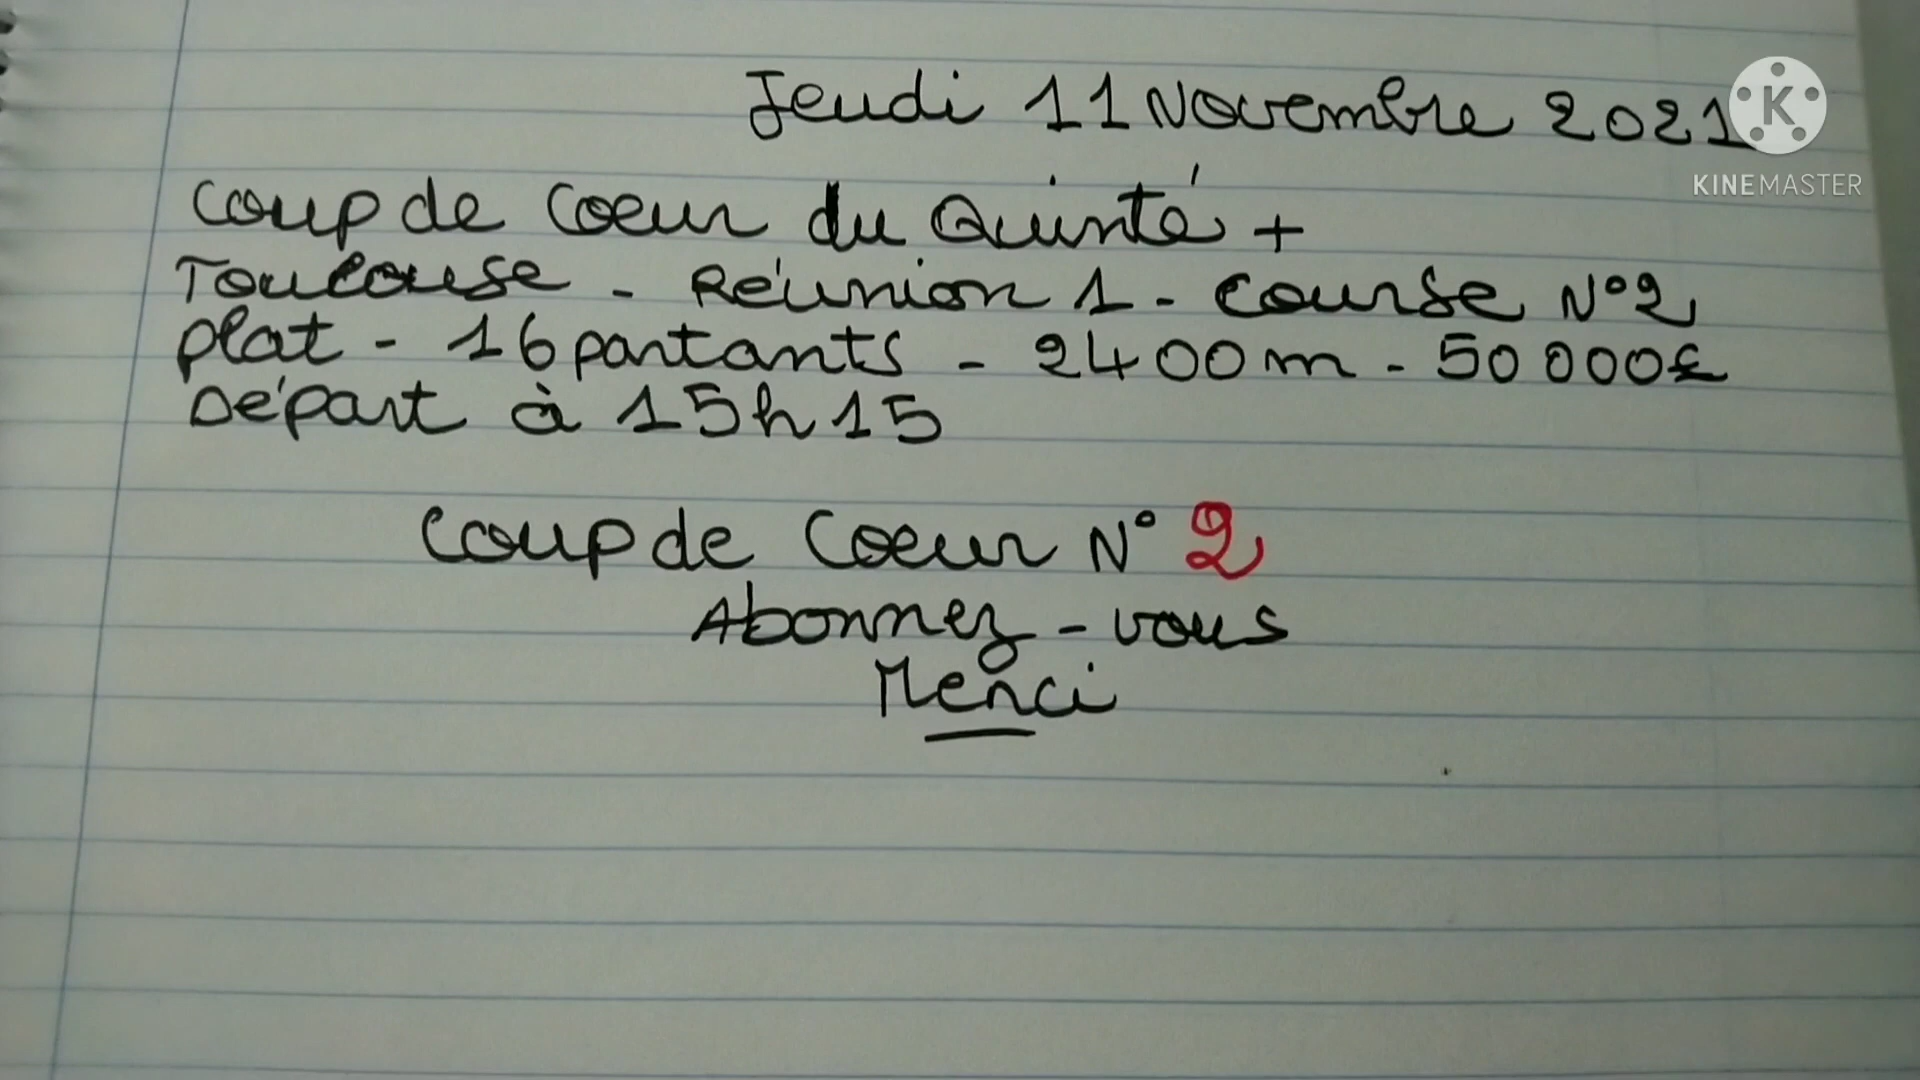 Jeudi 11 Novembre 2021
K
KINEMASTER
Coup de Coeur du Quinté +
Toulouse - Réunion 1 - Course N°2
plat - 16 partants - 2400m - 50 000€
Départ à 15h15
Coup de Coeur N° 2
Abonnez-vous
Merci